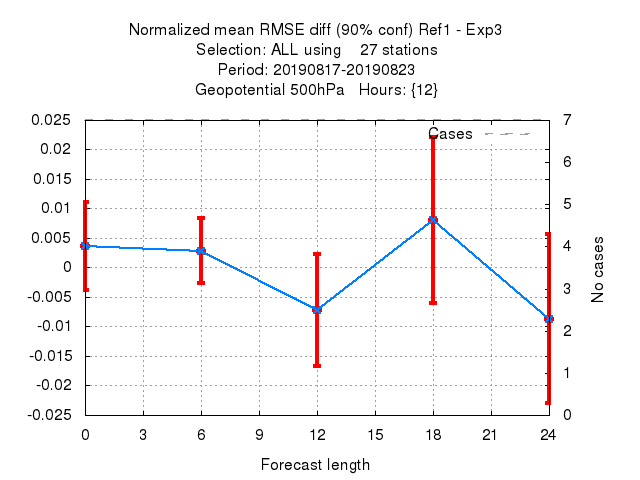 Normalized mean RMSE diff (90% conf) Ref1 - Exp3
Selection: ALL using    27 stations
Period: 20190817-20190823
Geopotential 500hPa   Hours: {12}
Cases
0.025
0.02
0.015
0.01
0.005
0
-0.005
-0.01
-0.015
-0.02
-0.025
7
6
5
4
3
2
1
0
No cases
0 3 6 9 12 15 18 21 24
Forecast length